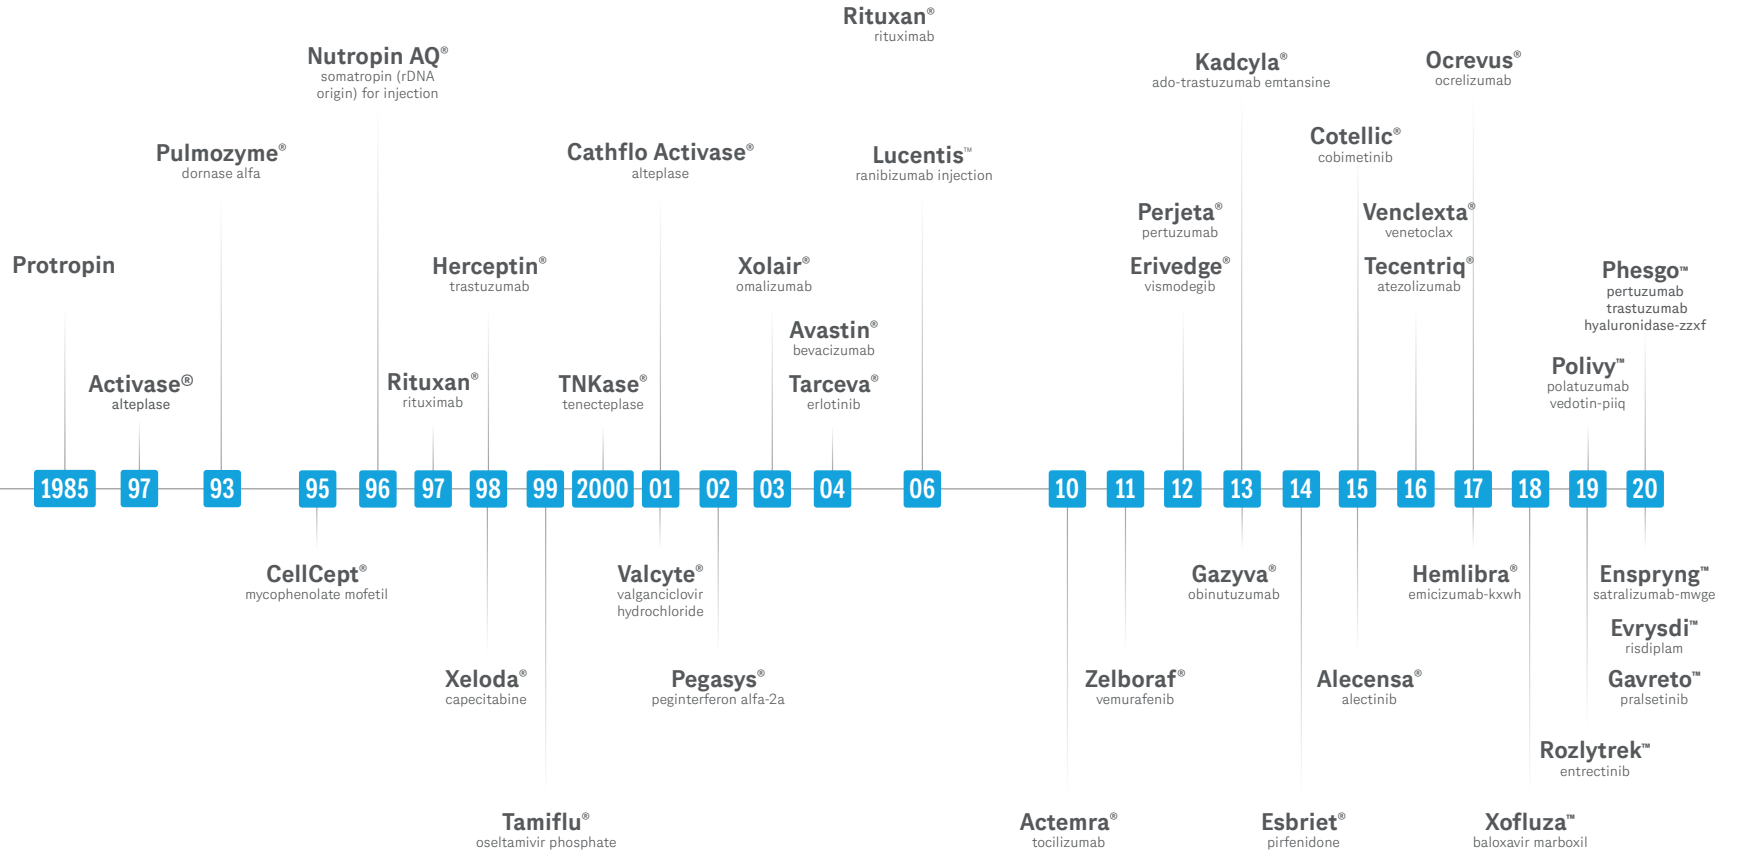 Rituxan®
rituximab
Nutropin AQ®
somatropin (rDNA
origin) for injection
Kadcyla®
ado-trastuzumab emtansine
Ocrevus®
ocrelizumab
Pulmozyme®
dornase alfa
Cathflo Activase®
alteplase
Lucentis™
ranibizumab injection
Cotellic®
cobimetinib
Perjeta®
pertuzumab
Venclexta®
venetoclax
Protropin
Herceptin®
trastuzumab
Xolair®
omalizumab
Erivedge®
vismodegib
Tecentriq®
atezolizumab
Phesgo™
pertuzumab
trastuzumab
hyaluronidase-zzxf
Avastin®
bevacizumab
Activase®
alteplase
Rituxan®
rituximab
TNKase®
tenecteplase
Tarceva®
erlotinib
Polivy™
polatuzumab
vedotin-piiq
1985 97 93 95 96 97 98 99 2000 01 02 03 04 06 10 11 12 13 14 15 16 17 18 19 20
CellCept®
mycophenolate mofetil
Valcyte®
valganciclovir
hydrochloride
Gazyva®
obinutuzumab
Hemlibra®
emicizumab-kxwh
Enspryng™
satralizumab-mwge
Evrysdi™
risdiplam
Xeloda®
capecitabine
Pegasys®
peginterferon alfa-2a
Zelboraf®
vemurafenib
Alecensa®
alectinib
Gavreto™
pralsetinib
Rozlytrek™
entrectinib
Tamiflu®
oseltamivir phosphate
Actemra®
tocilizumab
Esbriet®
pirfenidone
Xofluza™
baloxavir marboxil